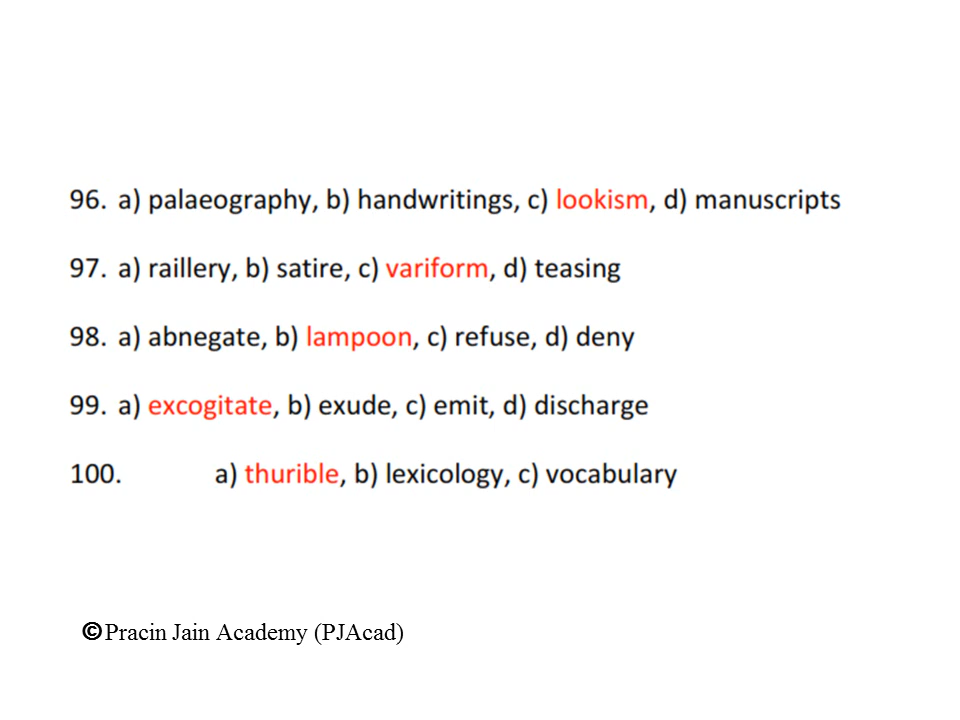 96. a) palaeography, b) handwritings, c) lookism, d) manuscripts
97. a) raillery, b) satire, c) variform, d) teasing
98. a) abnegate, b) lampoon, c) refuse, d) deny
99. a) excogitate, b) exude, c) emit, d) discharge
100. a) thurible, b) lexicology, c) vocabulary
©Pracin Jain Academy (PJAcad)